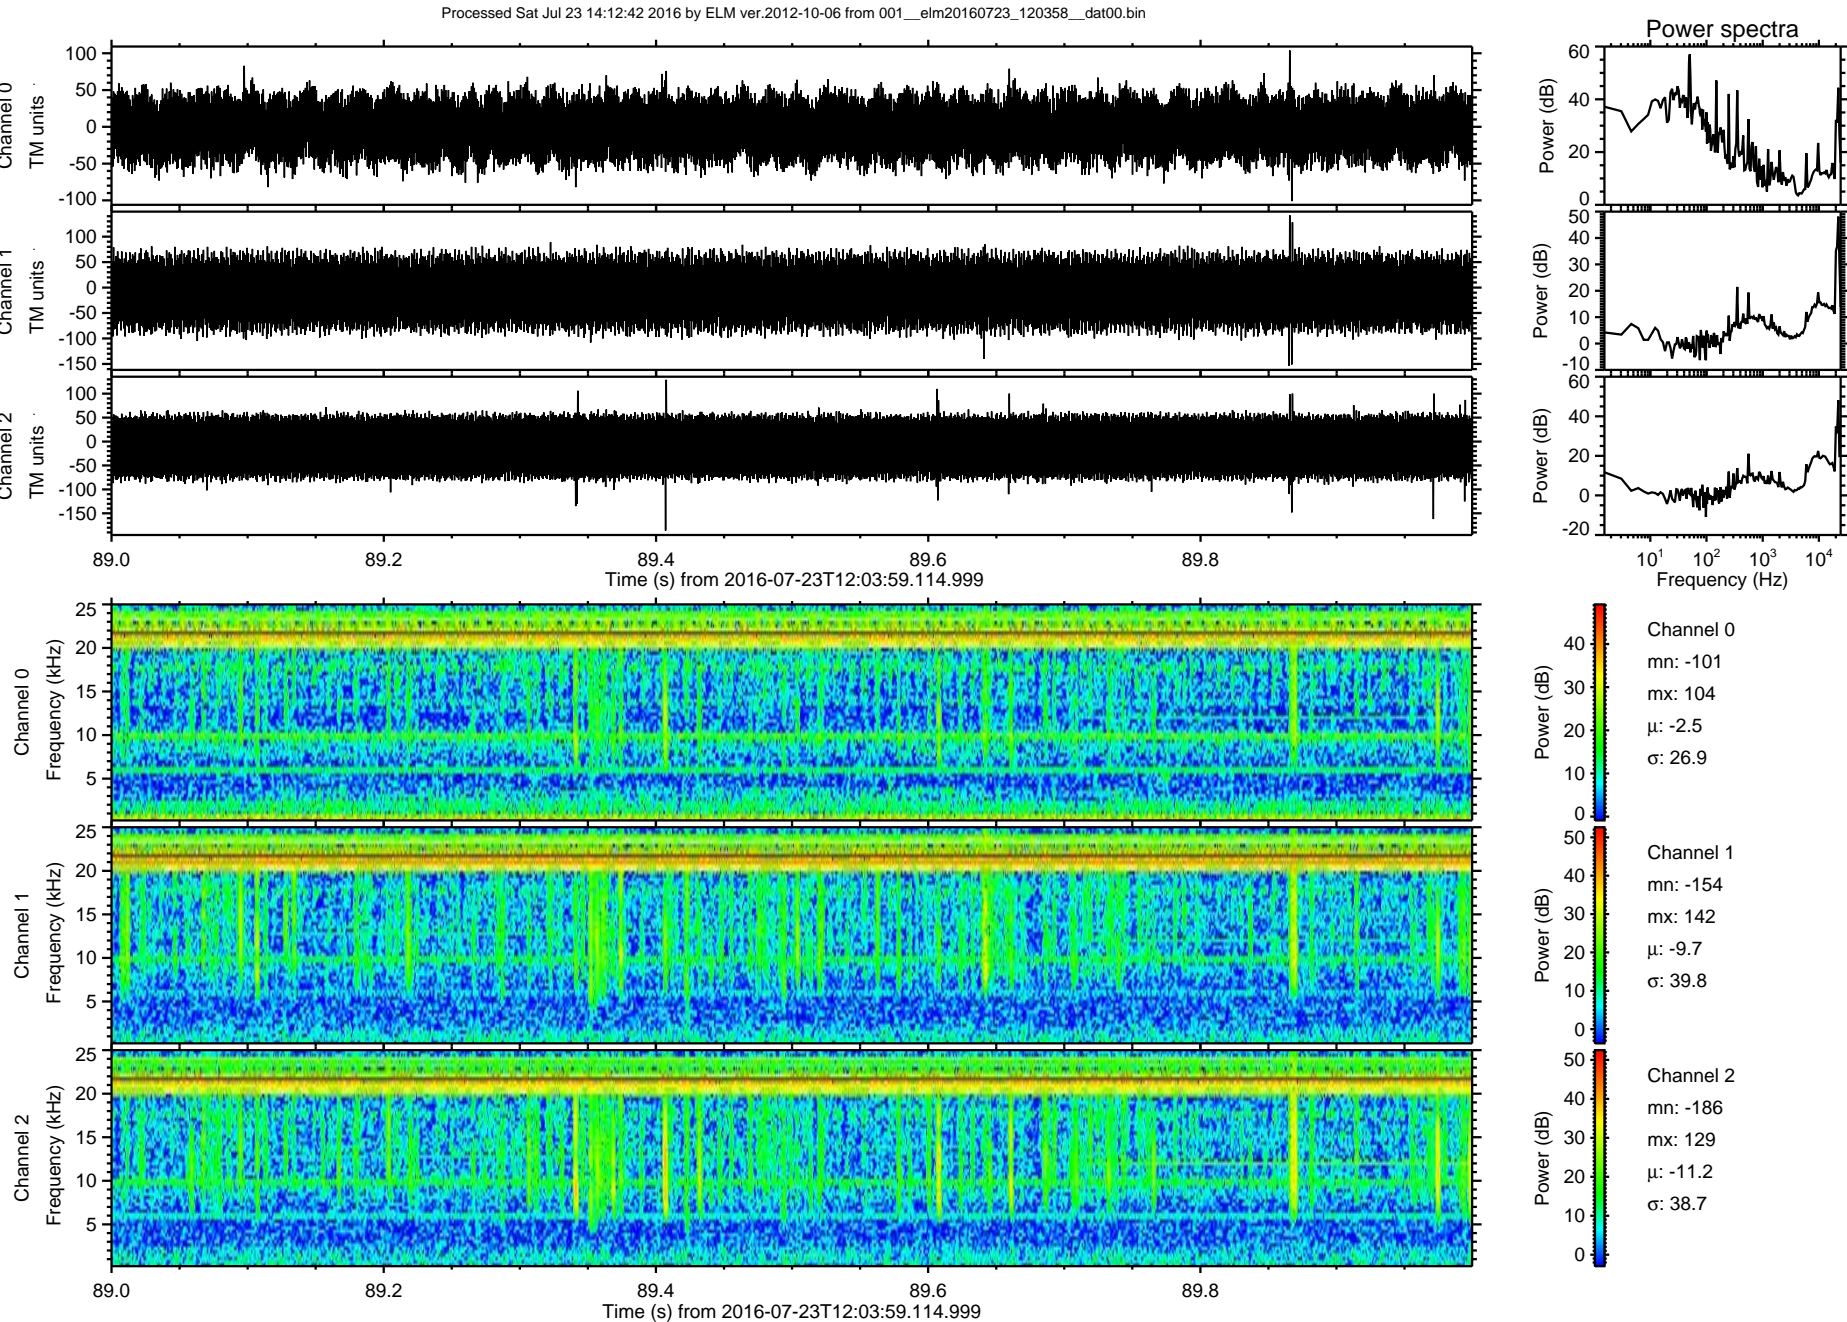 Processed Sat Jul 23 14:12:42 2016 by ELM ver.2012-10-06 from 001__elm20160723_120358__dat00.bin
Power spectra
Channel 0
TM units
100
50
0
-50
-100
Power (dB)
60
40
20
0
Channel 1
TM units
100
50
0
-50
-100
-150
Power (dB)
50
40
30
20
10
0
-10
Channel 2
TM units
100
50
0
-50
-100
-150
Power (dB)
60
40
20
0
-20
89.0 89.2 89.4 89.6 89.8
Time (s) from 2016-07-23T12:03:59.114.999
10¹ 10² 10³ 10⁴
Frequency (Hz)
Channel 0
Frequency (kHz)
25
20
15
10
5
Power (dB)
40
30
20
10
0
Channel 0
mn: -101
mx: 104
μ: -2.5
σ: 26.9
Channel 1
Frequency (kHz)
25
20
15
10
5
Power (dB)
50
40
30
20
10
0
Channel 1
mn: -154
mx: 142
μ: -9.7
σ: 39.8
Channel 2
Frequency (kHz)
25
20
15
10
5
Power (dB)
50
40
30
20
10
0
Channel 2
mn: -186
mx: 129
μ: -11.2
σ: 38.7
89.0 89.2 89.4 89.6 89.8
Time (s) from 2016-07-23T12:03:59.114.999